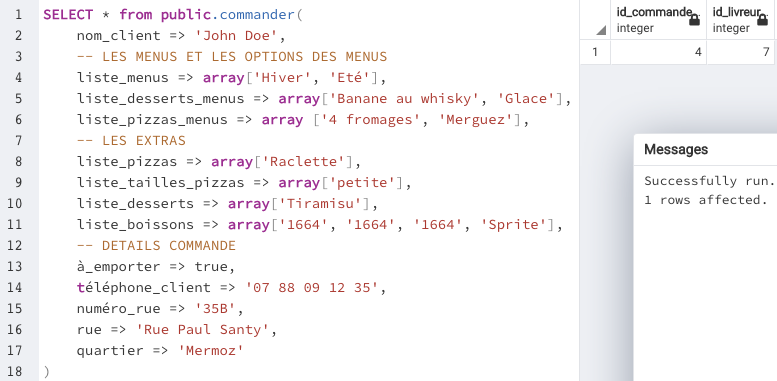 1 SELECT * from public.commander(
2 nom_client => 'John Doe',
3 -- LES MENUS ET LES OPTIONS DES MENUS
4 liste_menus => array['Hiver', 'Eté'],
5 liste_desserts_menus => array['Banane au whisky', 'Glace'],
6 liste_pizzas_menus => array ['4 fromages', 'Merguez'],
7 -- LES EXTRAS
8 liste_pizzas => array['Raclette'],
9 liste_tailles_pizzas => array['petite'],
10 liste_desserts => array['Tiramisu'],
11 liste_boissons => array['1664', '1664', '1664', 'Sprite'],
12 -- DETAILS COMMANDE
13 à_emporter => true,
14 téléphone_client => '07 88 09 12 35',
15 numéro_rue => '35B',
16 rue => 'Rue Paul Santy',
17 quartier => 'Mermoz'
18 )
id_commande id_livreur
integer integer
1 4 7
Messages
Successfully run.
1 rows affected.